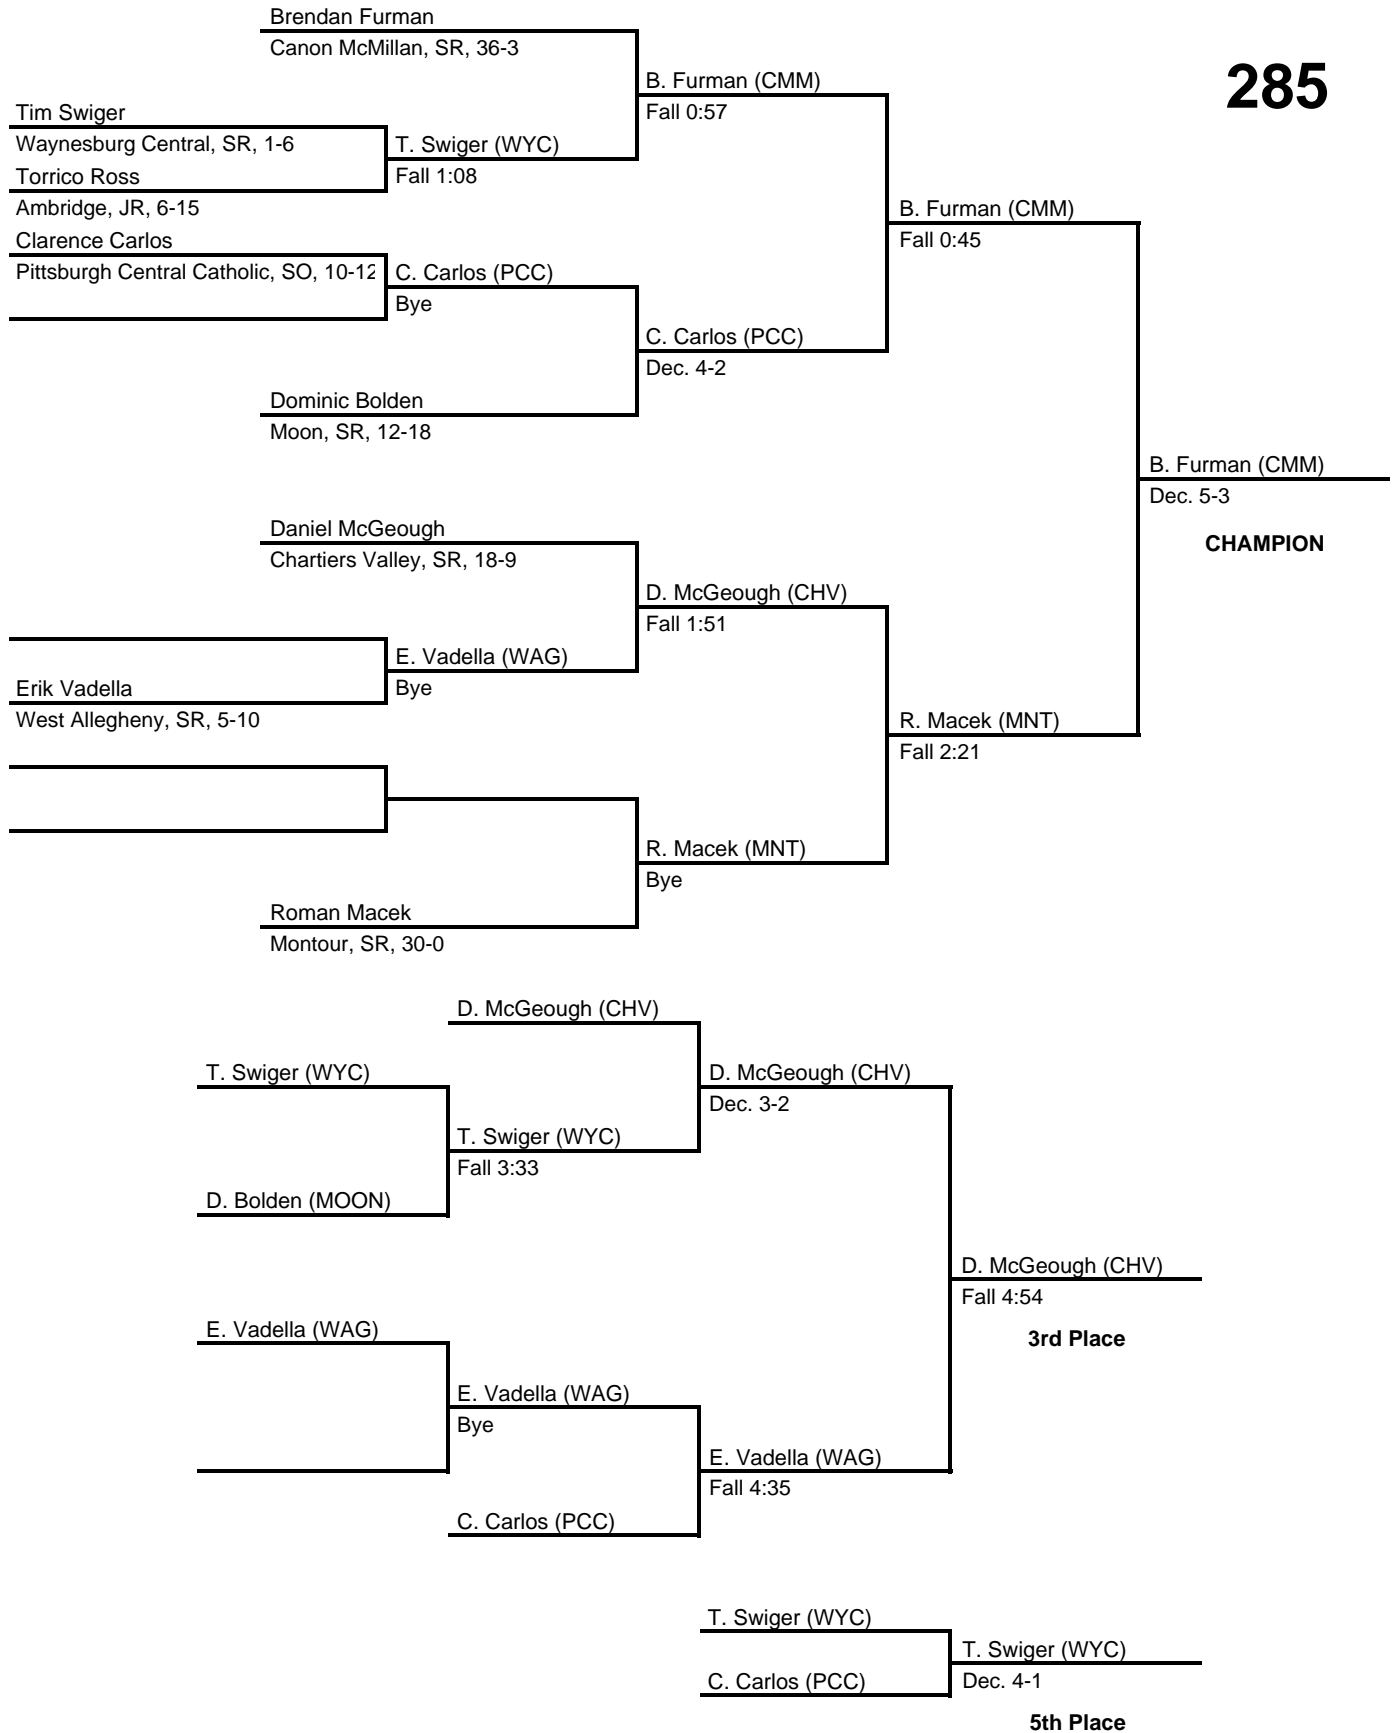 Brendan Furman
Canon McMillan, SR, 36-3
285
B. Furman (CMM)
Fall 0:57
Tim Swiger
Waynesburg Central, SR, 1-6
T. Swiger (WYC)
Fall 1:08
Torrico Ross
Ambridge, JR, 6-15
B. Furman (CMM)
Fall 0:45
Clarence Carlos
Pittsburgh Central Catholic, SO, 10-12
C. Carlos (PCC)
Bye
C. Carlos (PCC)
Dec. 4-2
Dominic Bolden
Moon, SR, 12-18
B. Furman (CMM)
Dec. 5-3
CHAMPION
Daniel McGeough
Chartiers Valley, SR, 18-9
D. McGeough (CHV)
Fall 1:51
E. Vadella (WAG)
Bye
Erik Vadella
West Allegheny, SR, 5-10
R. Macek (MNT)
Fall 2:21
R. Macek (MNT)
Bye
Roman Macek
Montour, SR, 30-0
D. McGeough (CHV)
T. Swiger (WYC)
D. McGeough (CHV)
Dec. 3-2
T. Swiger (WYC)
Fall 3:33
D. Bolden (MOON)
D. McGeough (CHV)
Fall 4:54
3rd Place
E. Vadella (WAG)
E. Vadella (WAG)
Bye
E. Vadella (WAG)
Fall 4:35
C. Carlos (PCC)
T. Swiger (WYC)
T. Swiger (WYC)
Dec. 4-1
C. Carlos (PCC)
5th Place